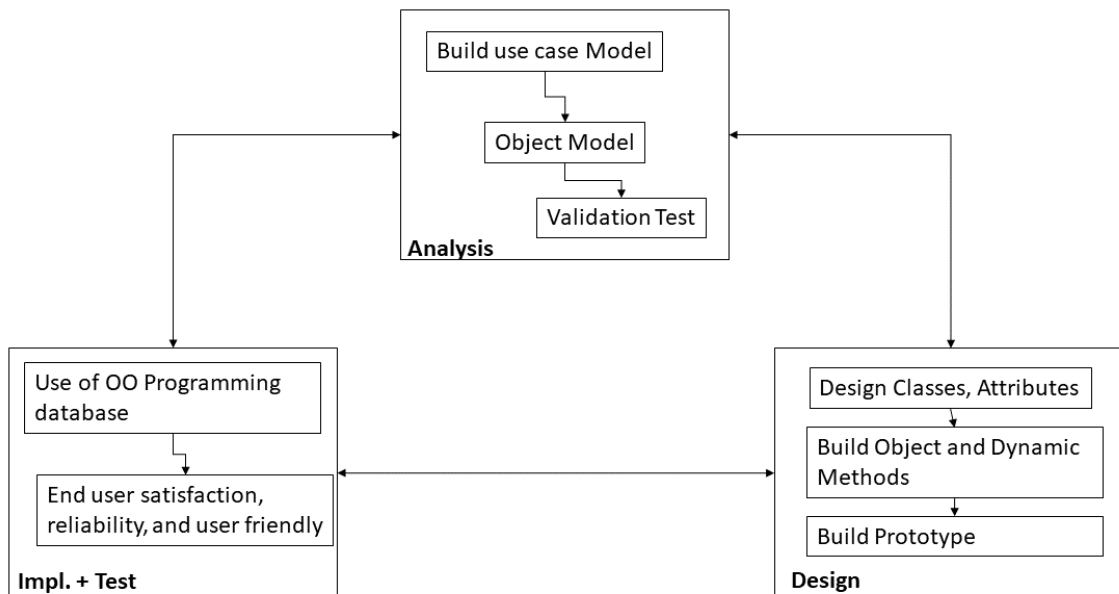 Build use case Model
Object Model
Validation Test
Analysis
Use of OO Programming
database
End user satisfaction,
reliability, and user friendly
Impl. + Test
Design Classes, Attributes
Build Object and Dynamic
Methods
Build Prototype
Design